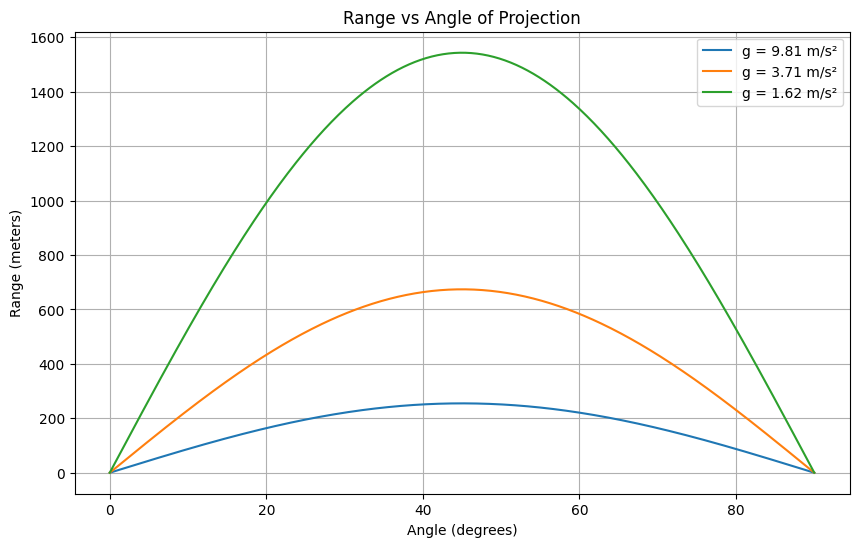 Range vs Angle of Projection
g = 9.81 m/s²
g = 3.71 m/s²
g = 1.62 m/s²
Range (meters)
1600
1400
1200
1000
800
600
400
200
0
0 20 40 60 80
Angle (degrees)